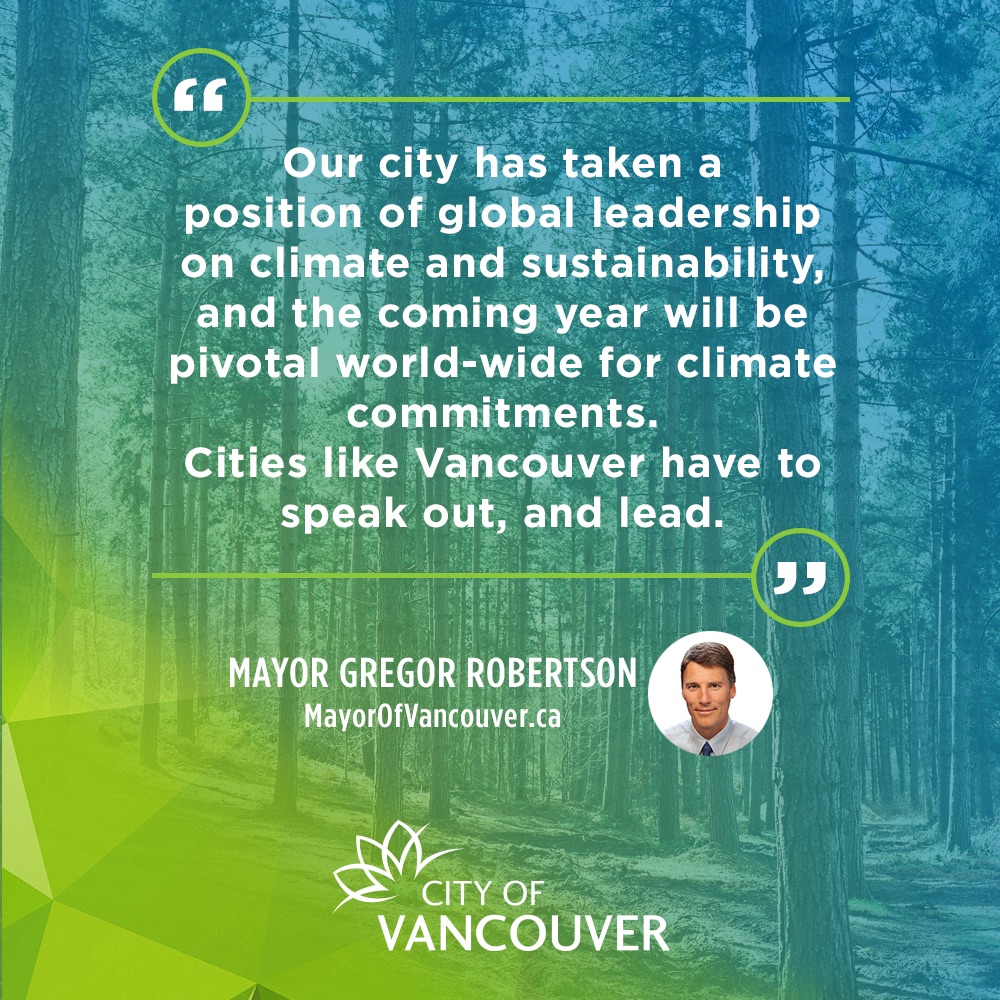 “
Our city has taken a
position of global leadership
on climate and sustainability,
and the coming year will be
pivotal world-wide for climate
commitments.
Cities like Vancouver have to
speak out, and lead.
”
MAYOR GREGOR ROBERTSON
MayorOfVancouver.ca
CITY OF
VANCOUVER